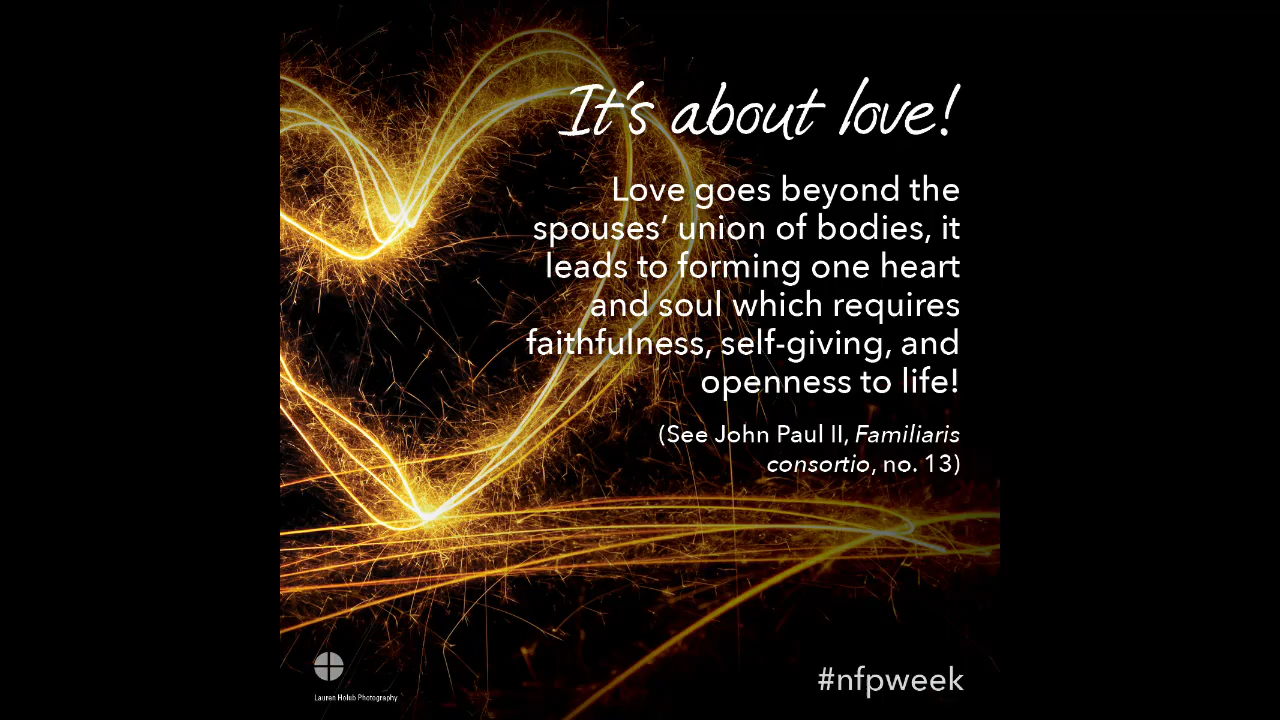 It's about love!
Love goes beyond the
spouses’ union of bodies, it
leads to forming one heart
and soul which requires
faithfulness, self-giving, and
openness to life!
(See John Paul II, Familiaris
consortio, no. 13)
#nfpweek
Lauren Holub Photography